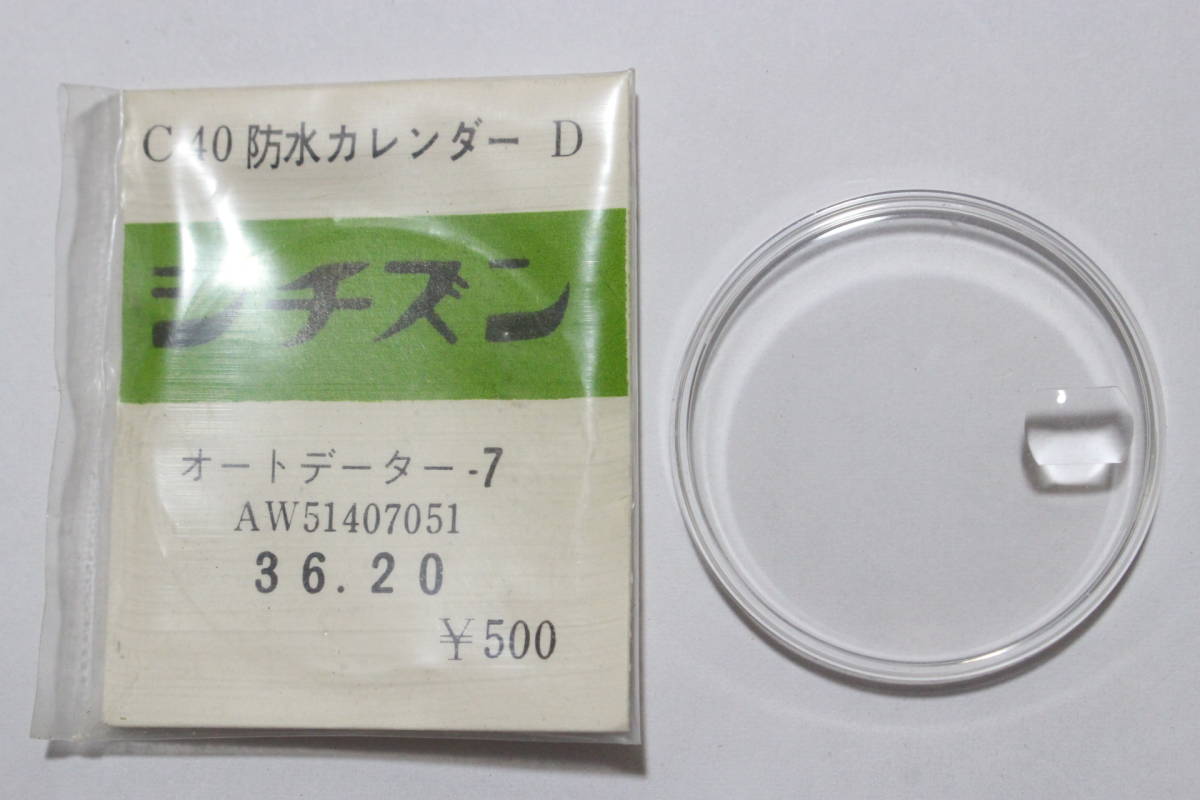 C 40 防水カレンダー D
シチズン
オートデーター-7
AW51407051
36.20
￥500